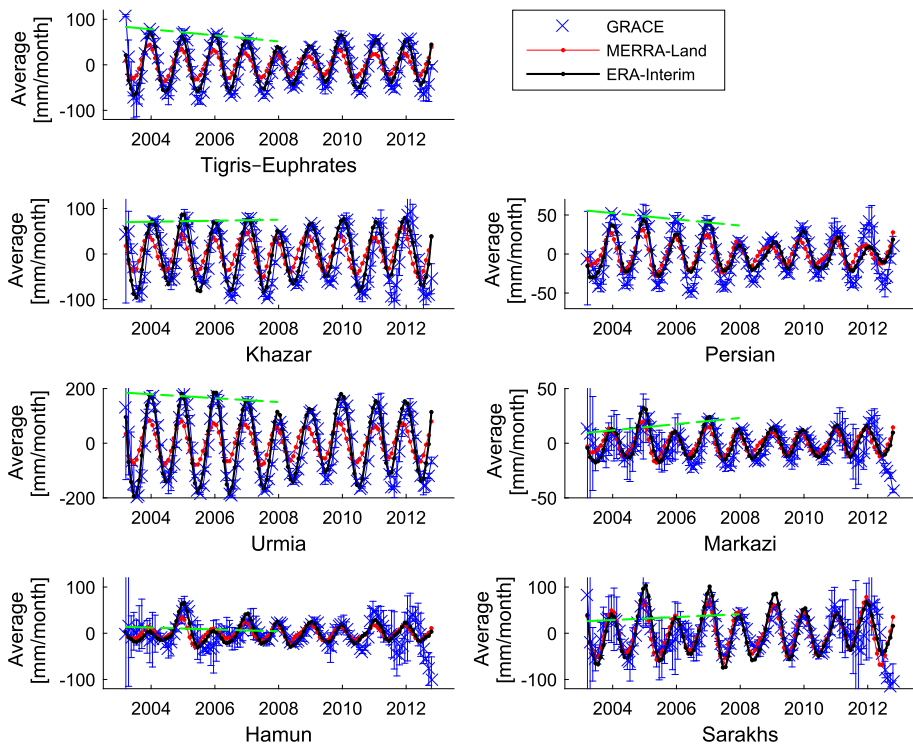 GRACE
MERRA-Land
ERA-Interim
Average
[mm/month]
100
0
-100
2004 2006 2008 2010 2012
Tigris−Euphrates
Average
[mm/month]
100
0
-100
2004 2006 2008 2010 2012
Khazar
Average
[mm/month]
50
0
-50
2004 2006 2008 2010 2012
Persian
Average
[mm/month]
200
0
-200
2004 2006 2008 2010 2012
Urmia
Average
[mm/month]
50
0
-50
2004 2006 2008 2010 2012
Markazi
Average
[mm/month]
100
0
-100
2004 2006 2008 2010 2012
Hamun
Average
[mm/month]
100
0
-100
2004 2006 2008 2010 2012
Sarakhs